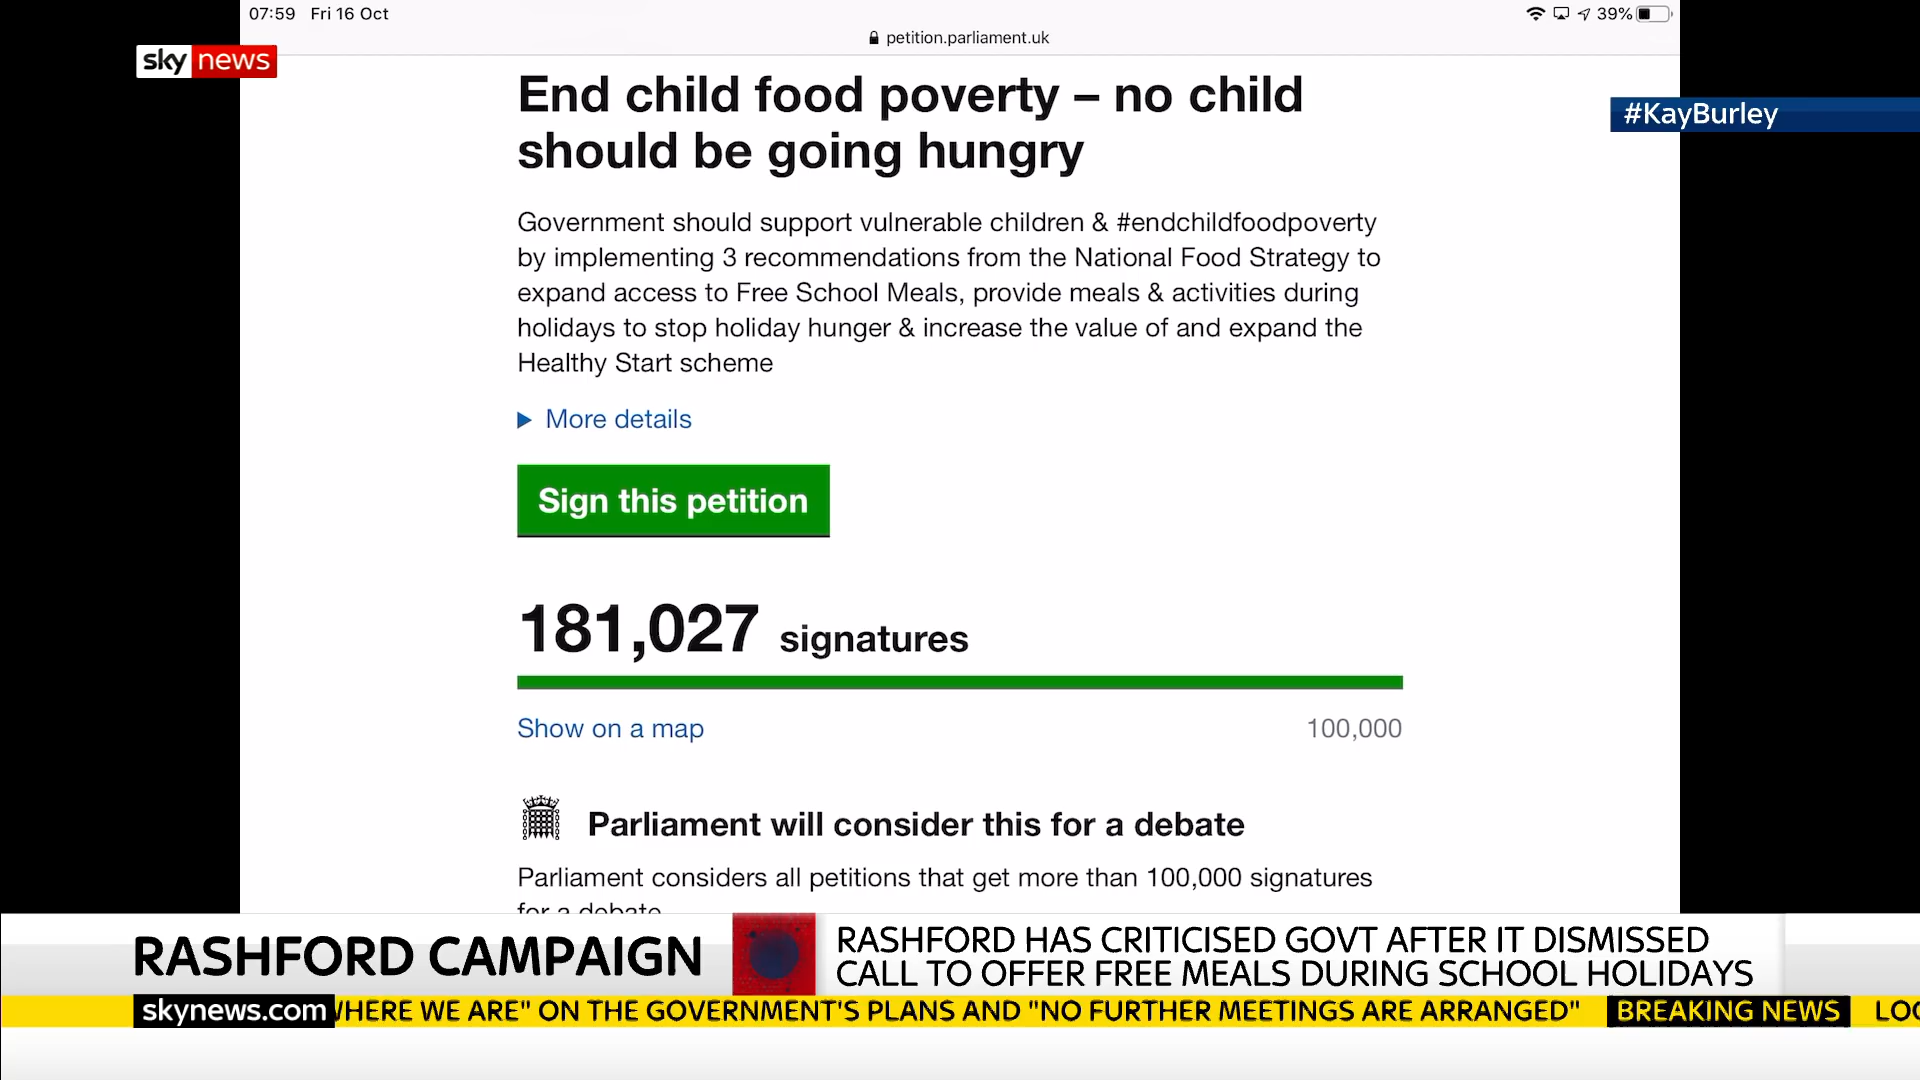 07:59 Fri 16 Oct
39%
petition.parliament.uk
sky news
#KayBurley
End child food poverty – no child
should be going hungry
Government should support vulnerable children & #endchildfoodpoverty
by implementing 3 recommendations from the National Food Strategy to
expand access to Free School Meals, provide meals & activities during
holidays to stop holiday hunger & increase the value of and expand the
Healthy Start scheme
More details
Sign this petition
181,027 signatures
Show on a map
100,000
Parliament will consider this for a debate
Parliament considers all petitions that get more than 100,000 signatures
for a debate
RASHFORD CAMPAIGN
RASHFORD HAS CRITICISED GOVT AFTER IT DISMISSED
CALL TO OFFER FREE MEALS DURING SCHOOL HOLIDAYS
skynews.com WHERE WE ARE" ON THE GOVERNMENT'S PLANS AND "NO FURTHER MEETINGS ARE ARRANGED" BREAKING NEWS